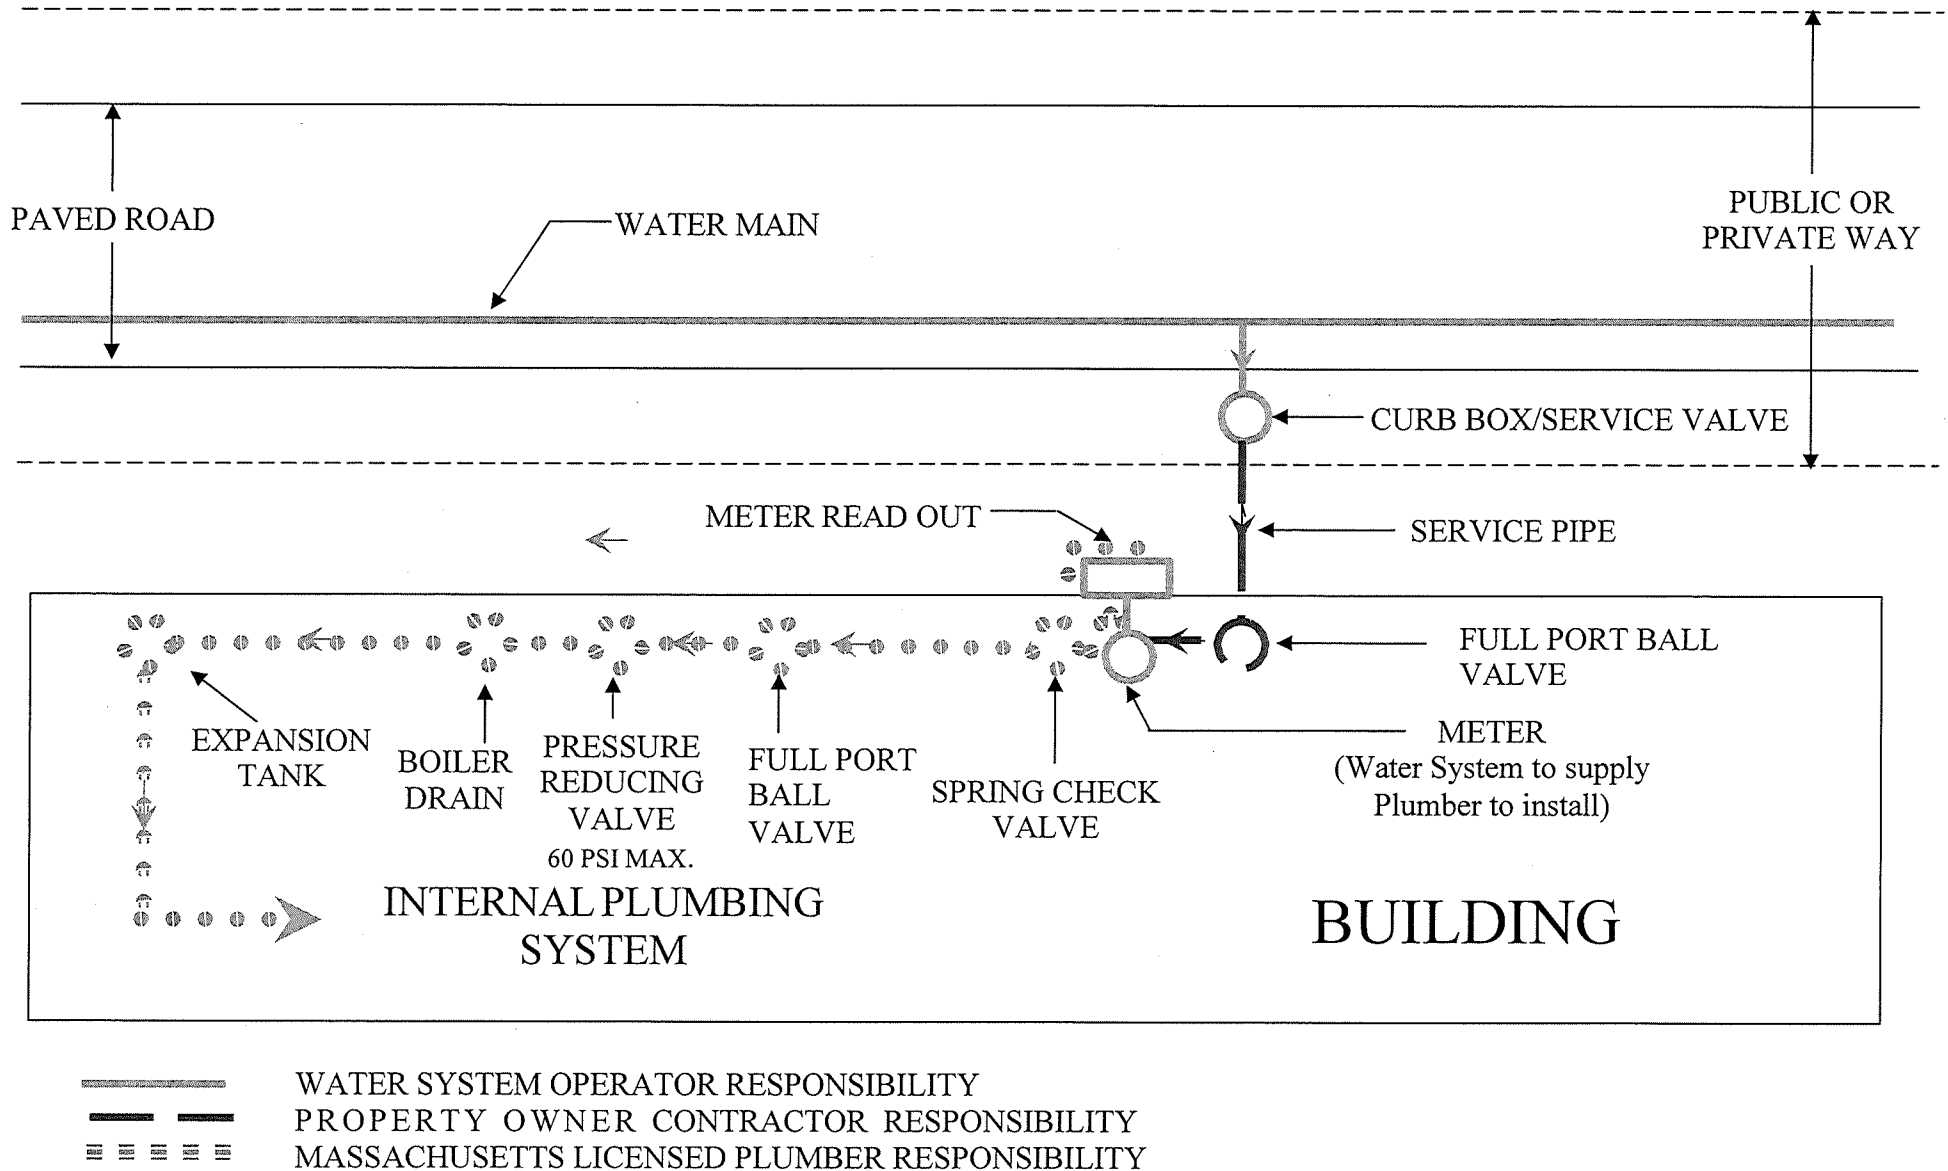 PAVED ROAD
WATER MAIN
PUBLIC OR
PRIVATE WAY
CURB BOX/SERVICE VALVE
METER READ OUT
SERVICE PIPE
FULL PORT BALL
VALVE
EXPANSION
TANK
BOILER
DRAIN
PRESSURE
REDUCING
VALVE
60 PSI MAX.
FULL PORT
BALL
VALVE
SPRING CHECK
VALVE
METER
(Water System to supply
Plumber to install)
INTERNAL PLUMBING
SYSTEM
BUILDING
WATER SYSTEM OPERATOR RESPONSIBILITY
PROPERTY OWNER CONTRACTOR RESPONSIBILITY
MASSACHUSETTS LICENSED PLUMBER RESPONSIBILITY